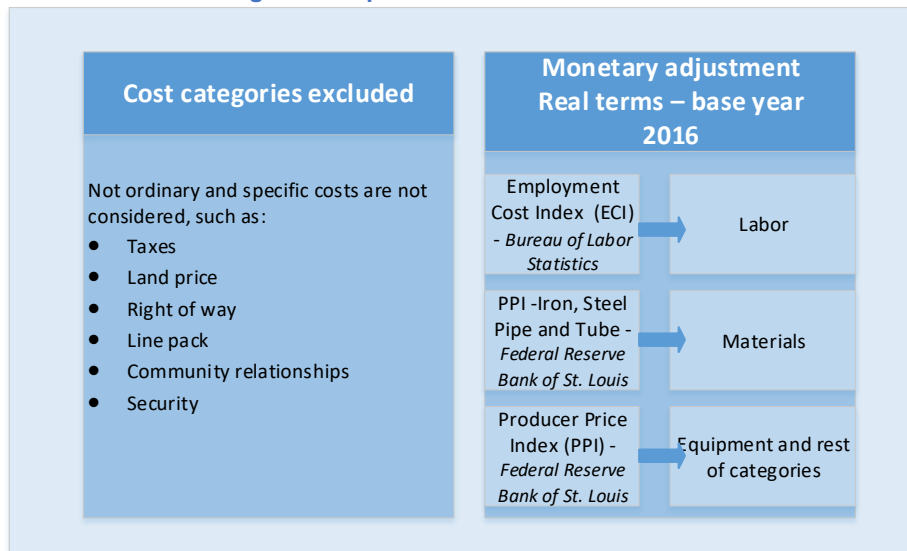 Cost categories excluded
Not ordinary and specific costs are not
considered, such as:
● Taxes
● Land price
● Right of way
● Line pack
● Community relationships
● Security
Monetary adjustment
Real terms – base year
2016
Employment
Cost Index (ECI)
- Bureau of Labor
Statistics
Labor
PPI -Iron, Steel
Pipe and Tube -
Federal Reserve
Bank of St. Louis
Materials
Producer Price
Index (PPI) -
Federal Reserve
Bank of St. Louis
Equipment and rest
of categories